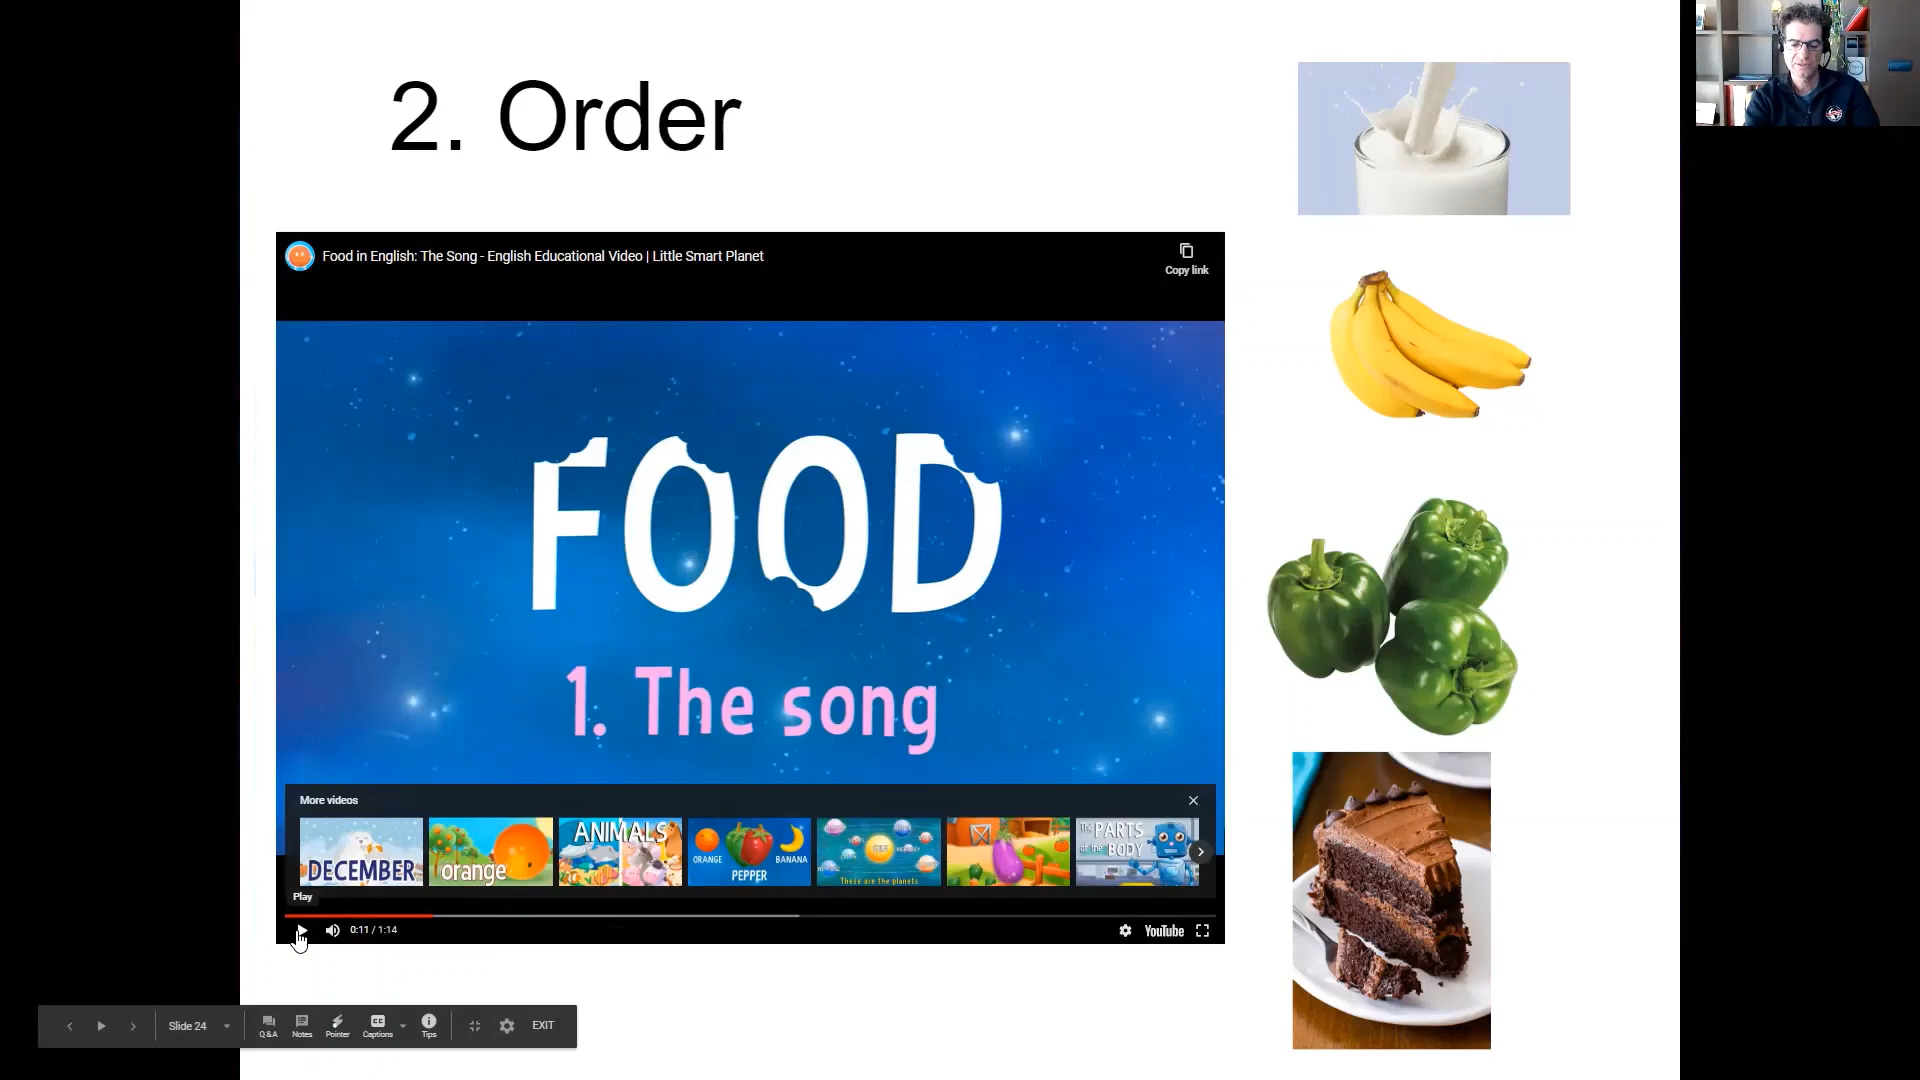 2. Order
Food in English: The Song - English Educational Video | Little Smart Planet
Copy link
FOOD
1. The song
More videos
DECEMBER
orange
ANIMALS
ORANGE
PEPPER
BANANA
SUN
These are the planets
The PARTS
of the BODY
Play
0:11 / 1:14
YouTube
Slide 24
Q&A
Notes
Pointer
Captions
Tips
EXIT